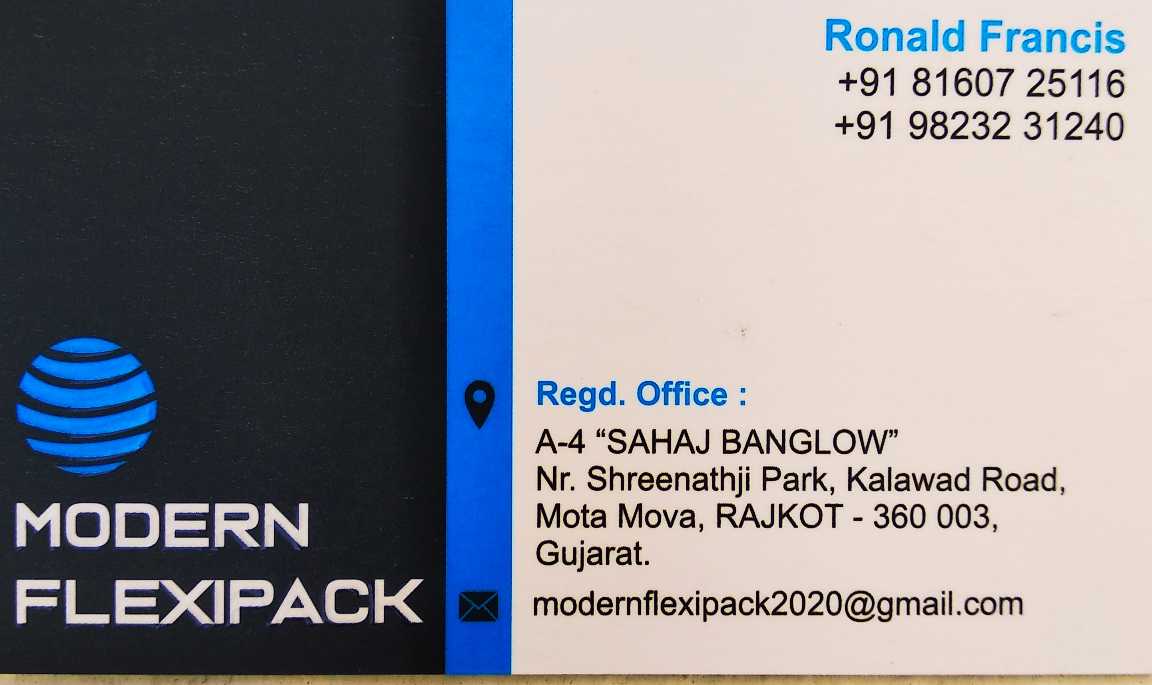 Ronald Francis
+91 81607 25116
+91 98232 31240
MODERN
FLEXIPACK
Regd. Office :
A-4 “SAHAJ BANGLOW”
Nr. Shreenathji Park, Kalawad Road,
Mota Mova, RAJKOT - 360 003,
Gujarat.
modernflexipack2020@gmail.com